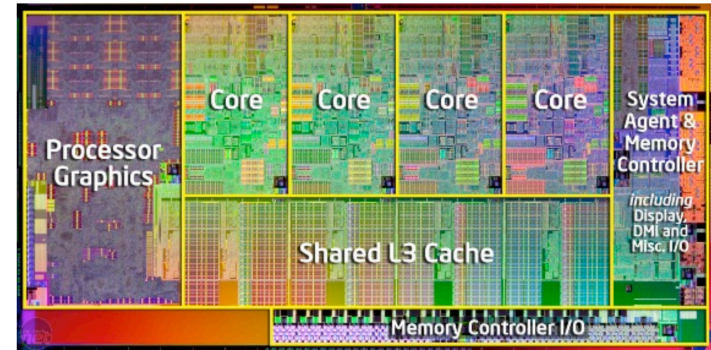 Processor
Graphics
Core
Core
Core
Core
System
Agent &
Memory
Controller
including
Display,
DMI and
Misc. I/O
Shared L3 Cache
Memory Controller I/O